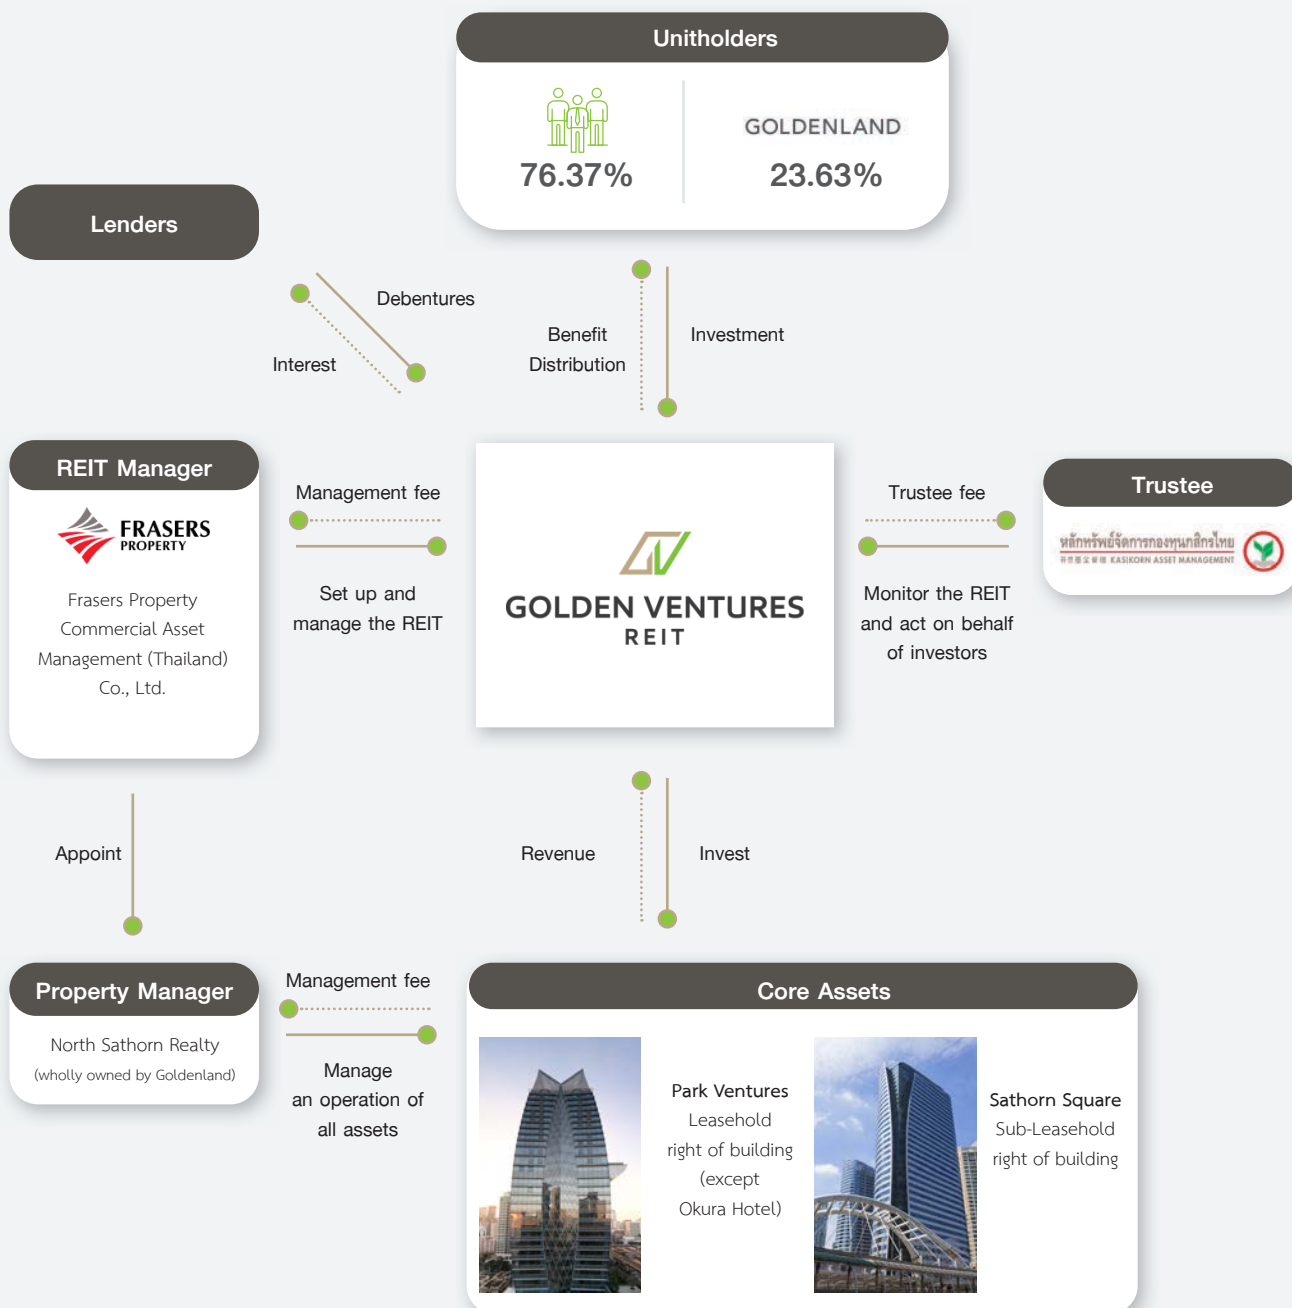 Unitholders
GOLDENLAND
76.37%
23.63%
Lenders
Debentures
Interest
Benefit
Distribution
Investment
REIT Manager
FRASERS
PROPERTY
Frasers Property
Commercial Asset
Management (Thailand)
Co., Ltd.
Management fee
Set up and
manage the REIT
GOLDEN VENTURES
REIT
Trustee fee
Monitor the REIT
and act on behalf
of investors
Trustee
หลักทรัพย์จัดการกองทุนกสิกรไทย
KASIKORN ASSET MANAGEMENT
Appoint
Revenue
Invest
Property Manager
North Sathorn Realty
(wholly owned by Goldenland)
Management fee
Manage
an operation of
all assets
Core Assets
Park Ventures
Leasehold
right of building
(except
Okura Hotel)
Sathorn Square
Sub-Leasehold
right of building